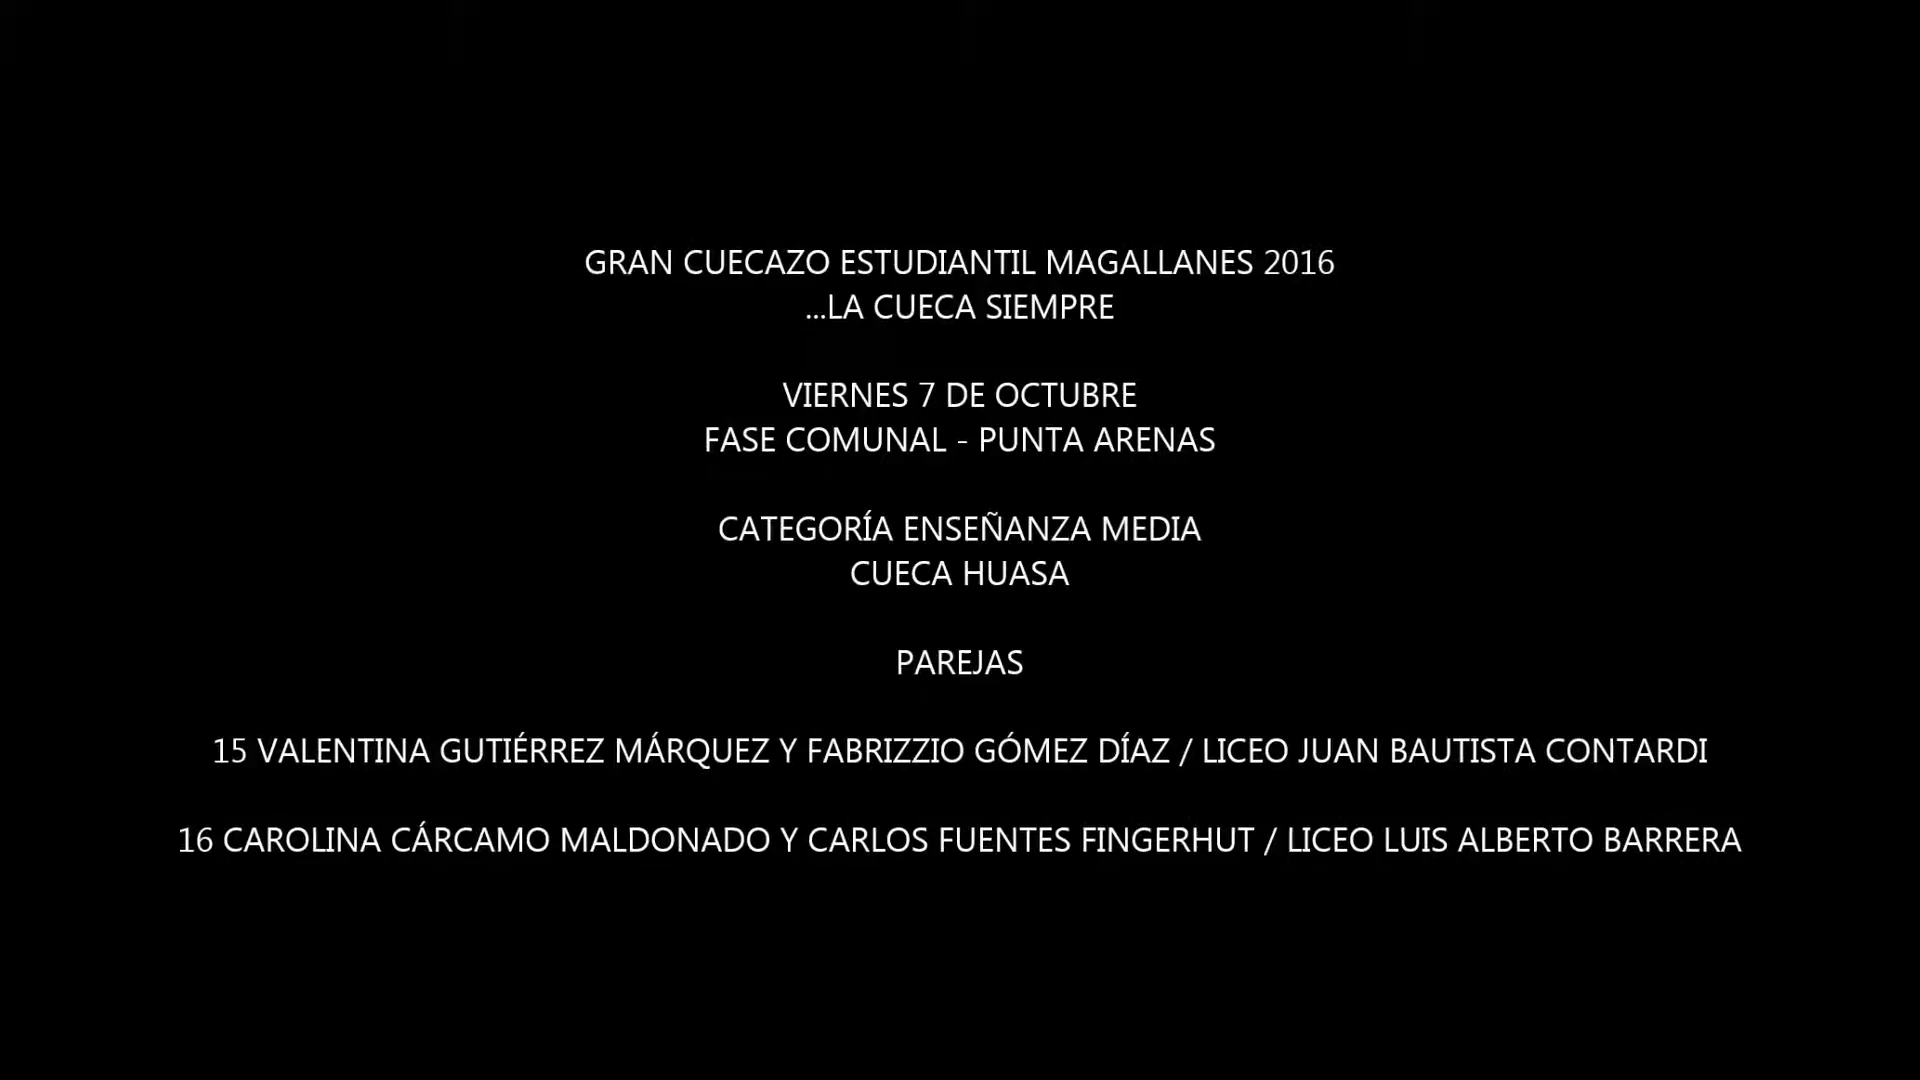 GRAN CUECAZO ESTUDIANTIL MAGALLANES 2016
...LA CUECA SIEMPRE
VIERNES 7 DE OCTUBRE
FASE COMUNAL - PUNTA ARENAS
CATEGORÍA ENSEÑANZA MEDIA
CUECA HUASA
PAREJAS
15 VALENTINA GUTIÉRREZ MÁRQUEZ Y FABRIZZIO GÓMEZ DÍAZ / LICEO JUAN BAUTISTA CONTARDI
16 CAROLINA CÁRCAMO MALDONADO Y CARLOS FUENTES FINGERHUT / LICEO LUIS ALBERTO BARRERA